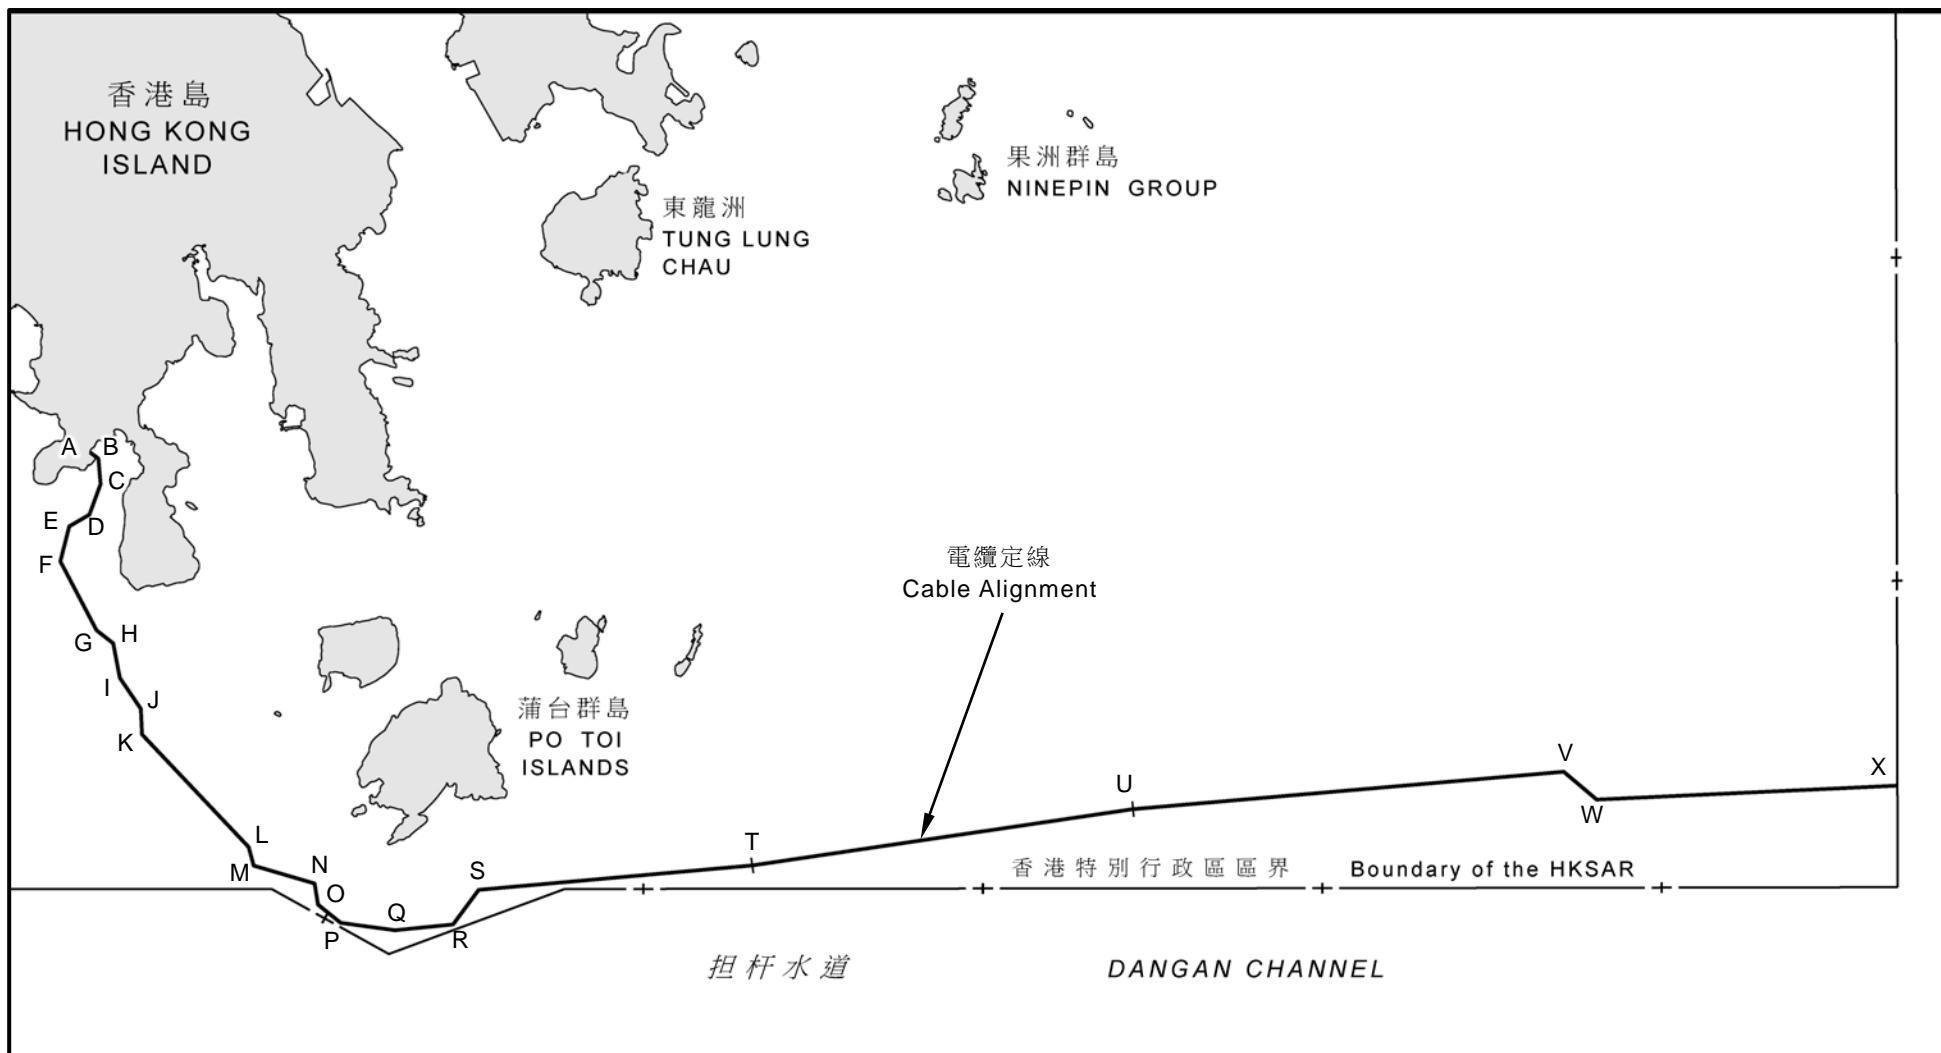 香港島
HONG KONG
ISLAND
果洲群島
NINEPIN GROUP
東龍洲
TUNG LUNG
CHAU
A
B
C
D
E
F
電纜定線
Cable Alignment
G
H
I
J
K
蒲台群島
PO TOI
ISLANDS
L
M
N
O
P
Q
R
S
T
U
V
W
X
香港特別行政區區界
Boundary of the HKSAR
担杆水道
DANGAN CHANNEL